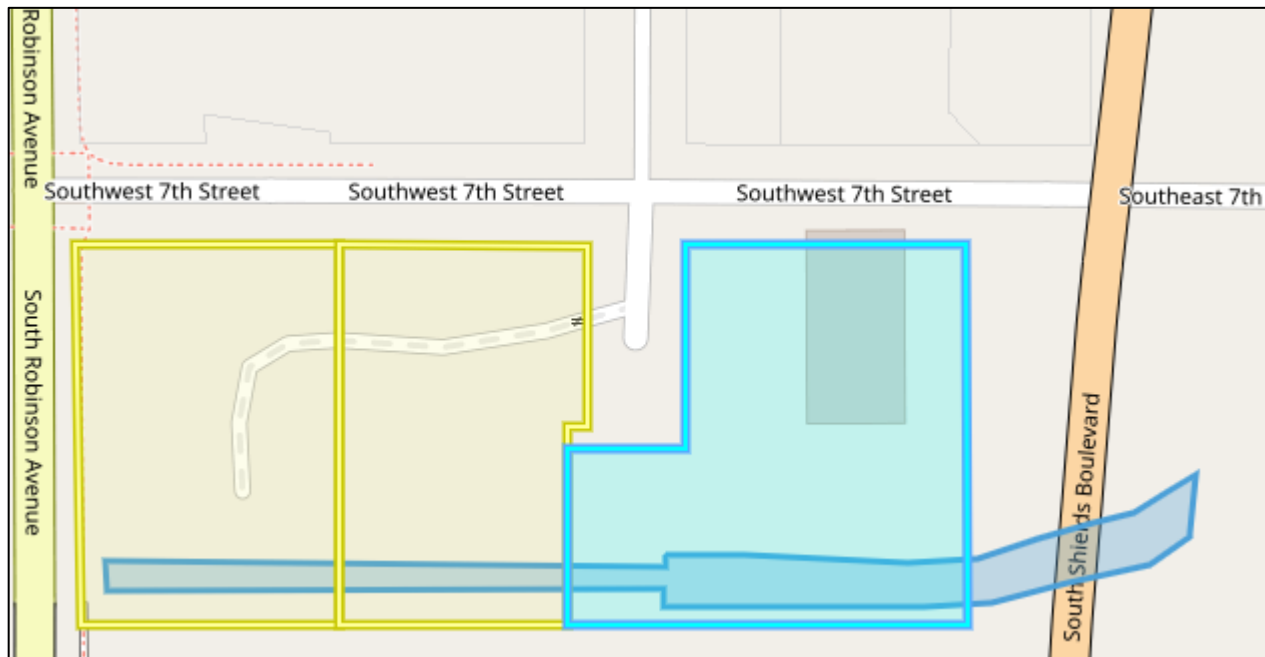 Robinson Avenue
Southwest 7th Street
Southwest 7th Street
Southwest 7th Street
Southeast 7th
South Robinson Avenue
South Shields Boulevard